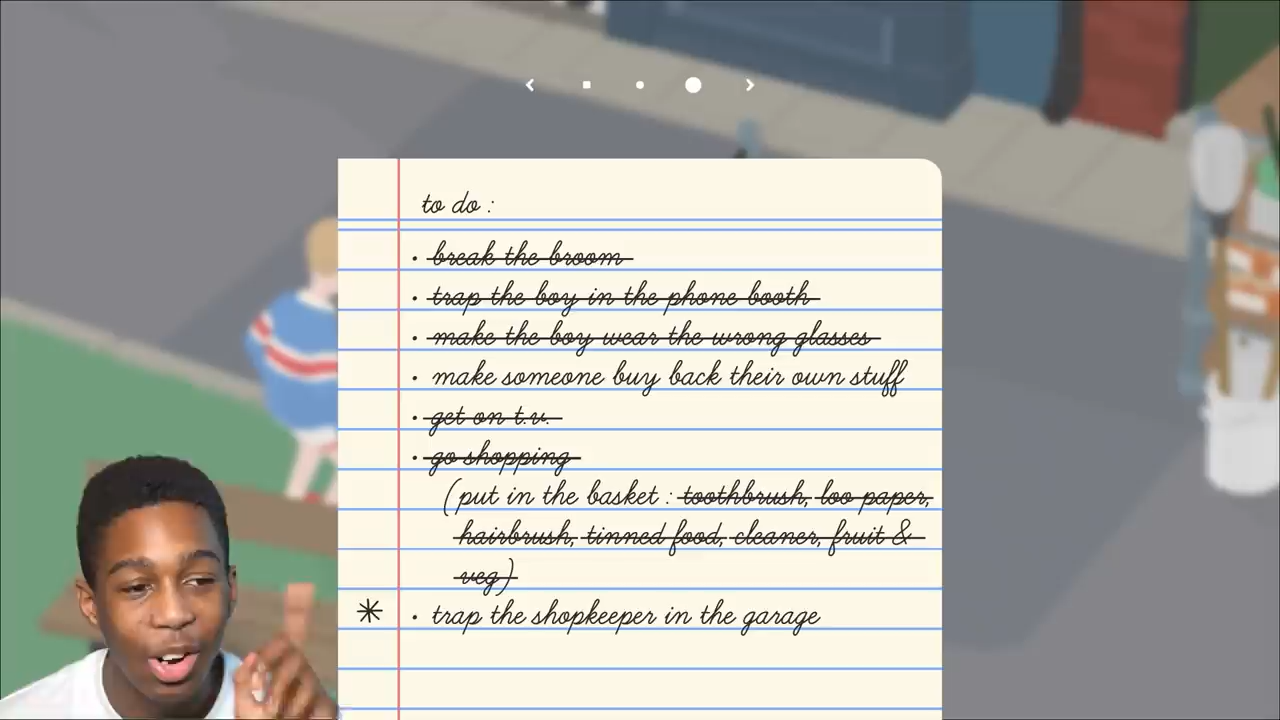 to do :
• break the broom
• trap the boy in the phone booth
• make the boy wear the wrong glasses
• make someone buy back their own stuff
• get on t.v.
• go shopping
(put in the basket : toothbrush, loo paper,
hairbrush, tinned food, cleaner, fruit &
veg)
• trap the shopkeeper in the garage